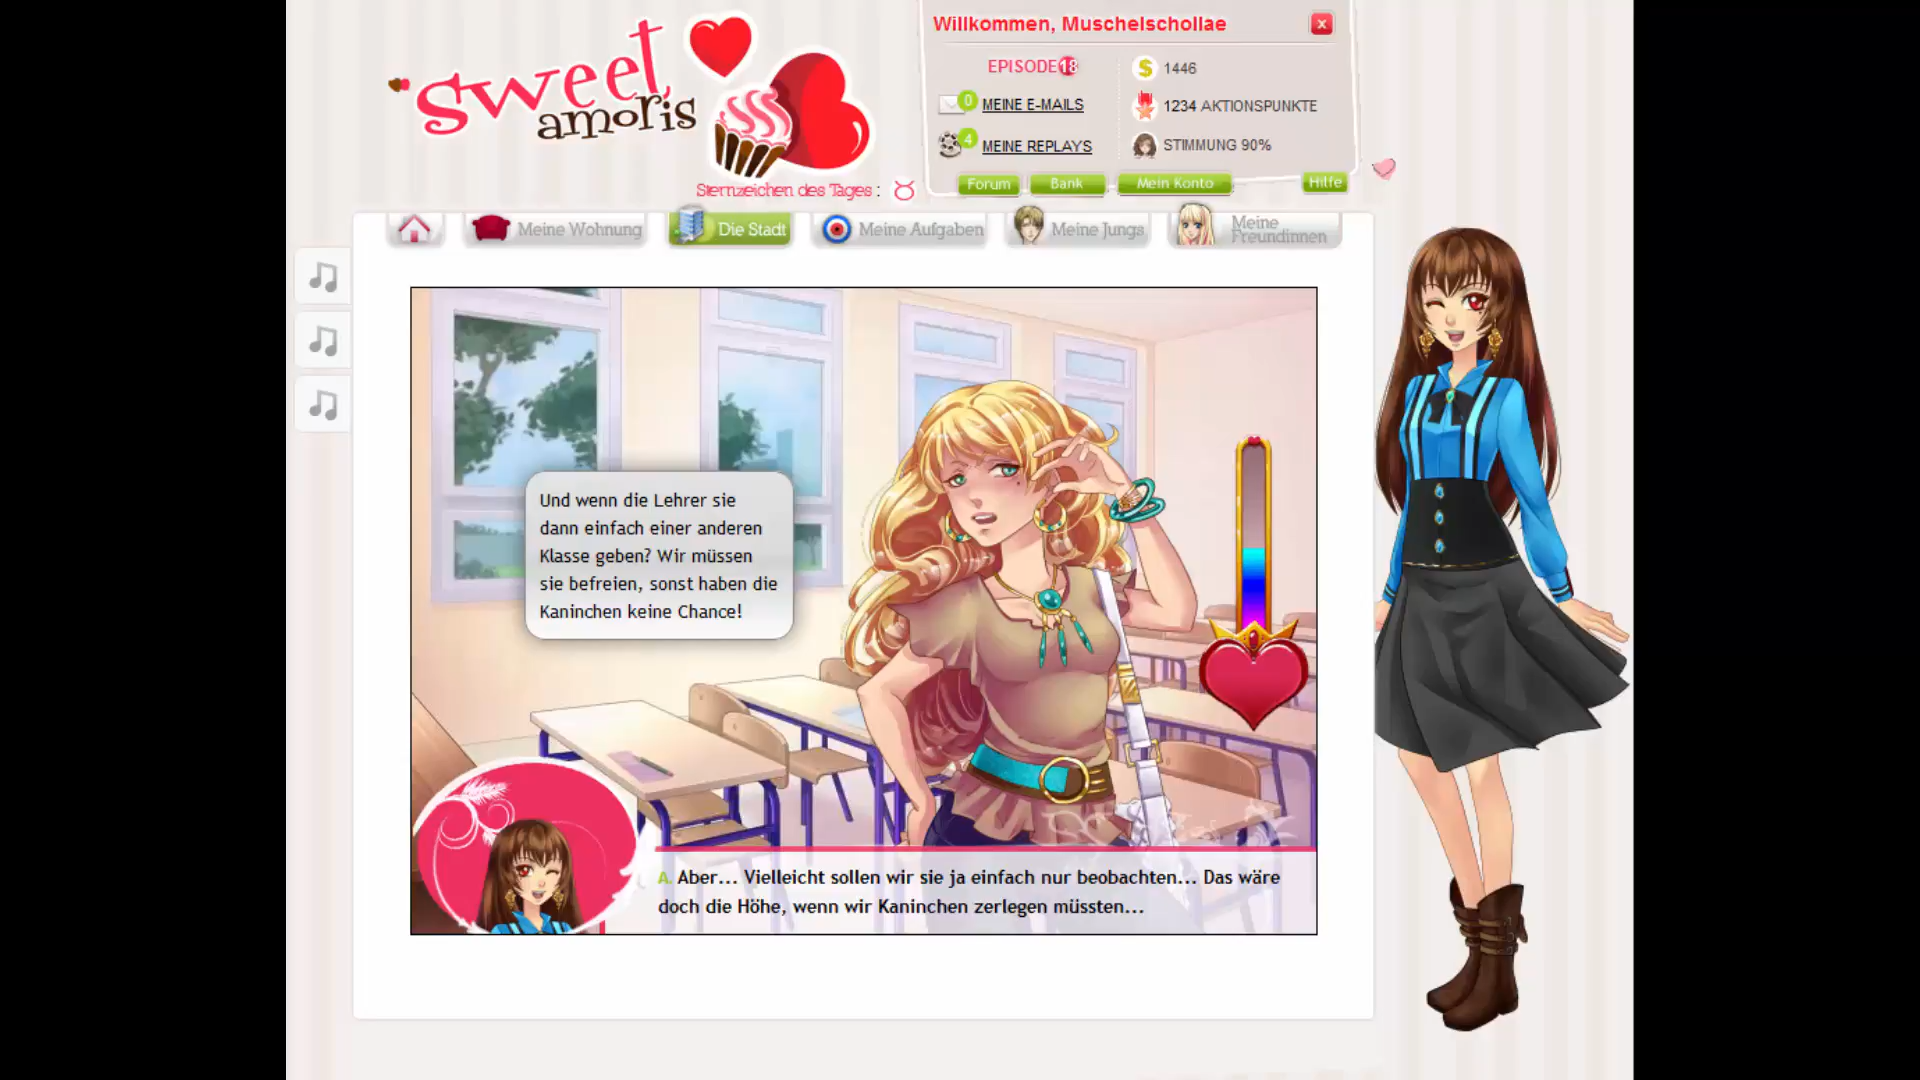 sweet
amoris
Sternzeichen des Tages :
Willkommen, Muschelschollae
x
EPISODE 18
$ 1446
0 MEINE E-MAILS
1234 AKTIONSPUNKTE
4 MEINE REPLAYS
STIMMUNG 90%
Forum
Bank
Mein Konto
Hilfe
Meine Wohnung
Die Stadt
Meine Aufgaben
Meine Jungs
Meine
Freundinnen
Und wenn die Lehrer sie
dann einfach einer anderen
Klasse geben? Wir müssen
sie befreien, sonst haben die
Kaninchen keine Chance!
A. Aber... Vielleicht sollen wir sie ja einfach nur beobachten... Das wäre
doch die Höhe, wenn wir Kaninchen zerlegen müssten...